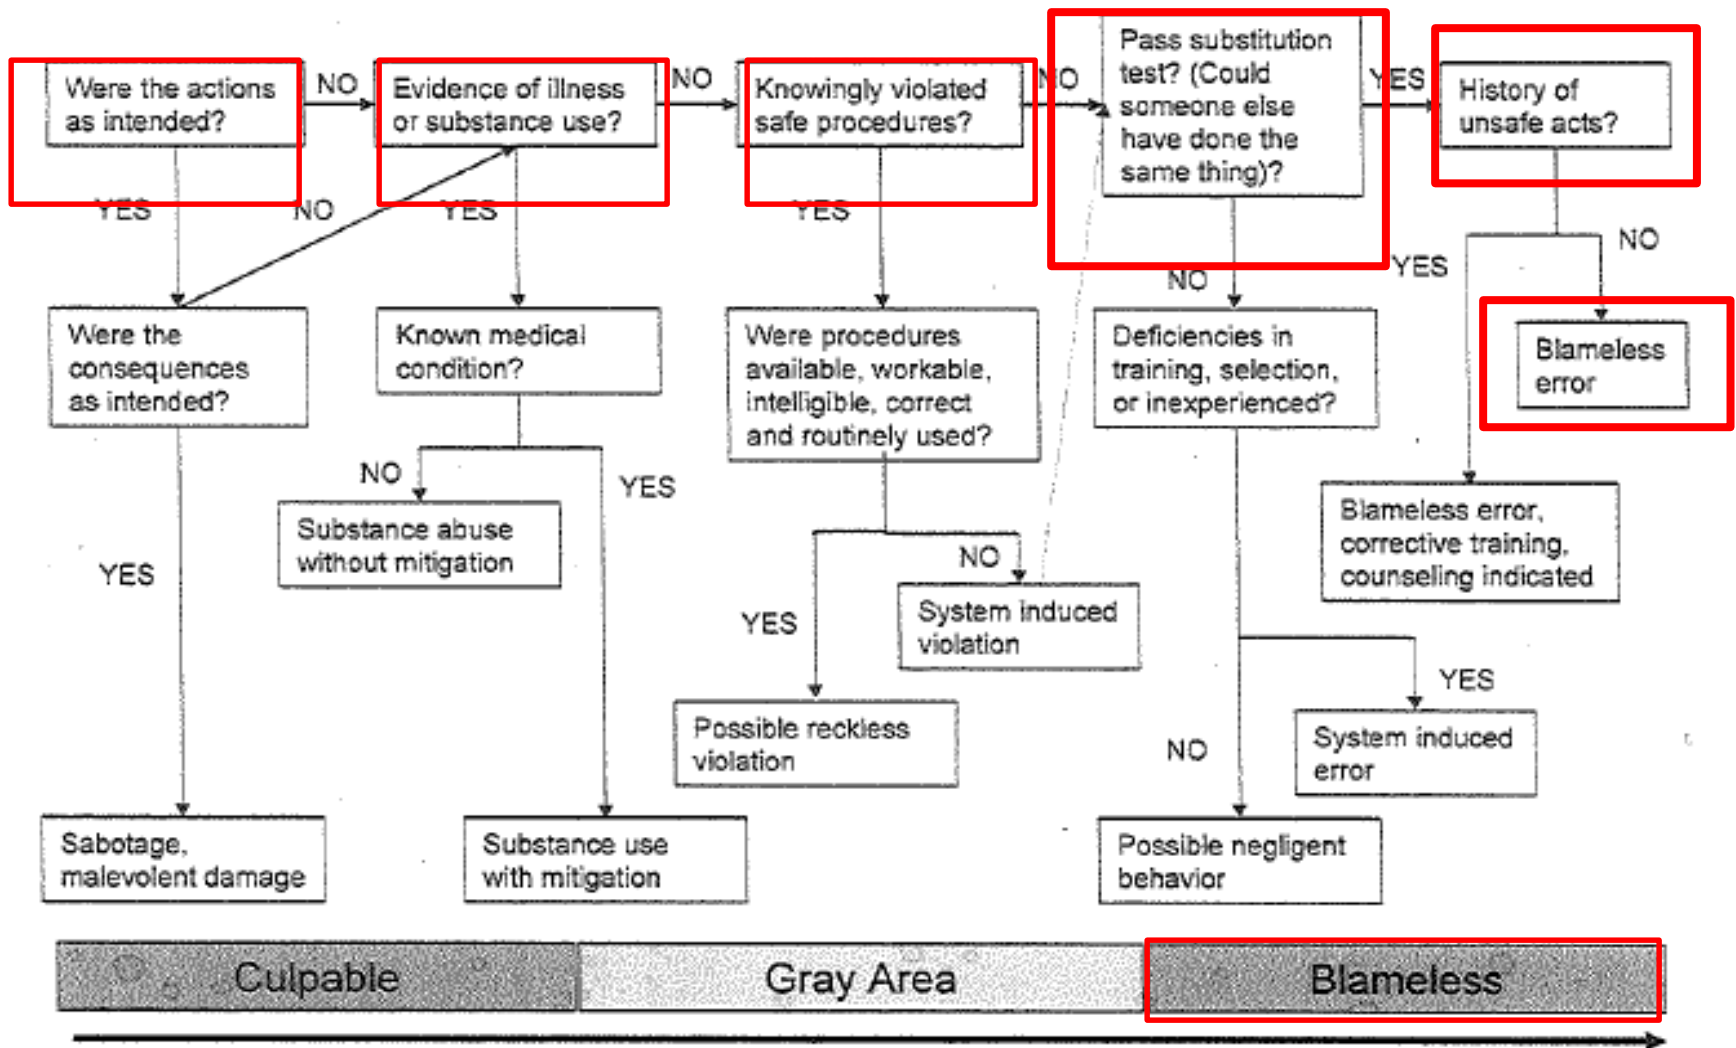 Were the actions
as intended?
NO
Evidence of illness
or substance use?
NO
Knowingly violated
safe procedures?
NO
Pass substitution
test? (Could
someone else
have done the
same thing)?
YES
History of
unsafe acts?
YES
NO
YES
YES
NO
YES
NO
Were the
consequences
as intended?
Known medical
condition?
Were procedures
available, workable,
intelligible, correct
and routinely used?
Deficiencies in
training, selection,
or inexperienced?
Blameless
error
NO
YES
Substance abuse
without mitigation
YES
NO
YES
System induced
violation
Blameless error,
corrective training,
counseling indicated
Possible reckless
violation
NO
YES
System induced
error
Sabotage,
malevolent damage
Substance use
with mitigation
Possible negligent
behavior
Culpable
Gray Area
Blameless